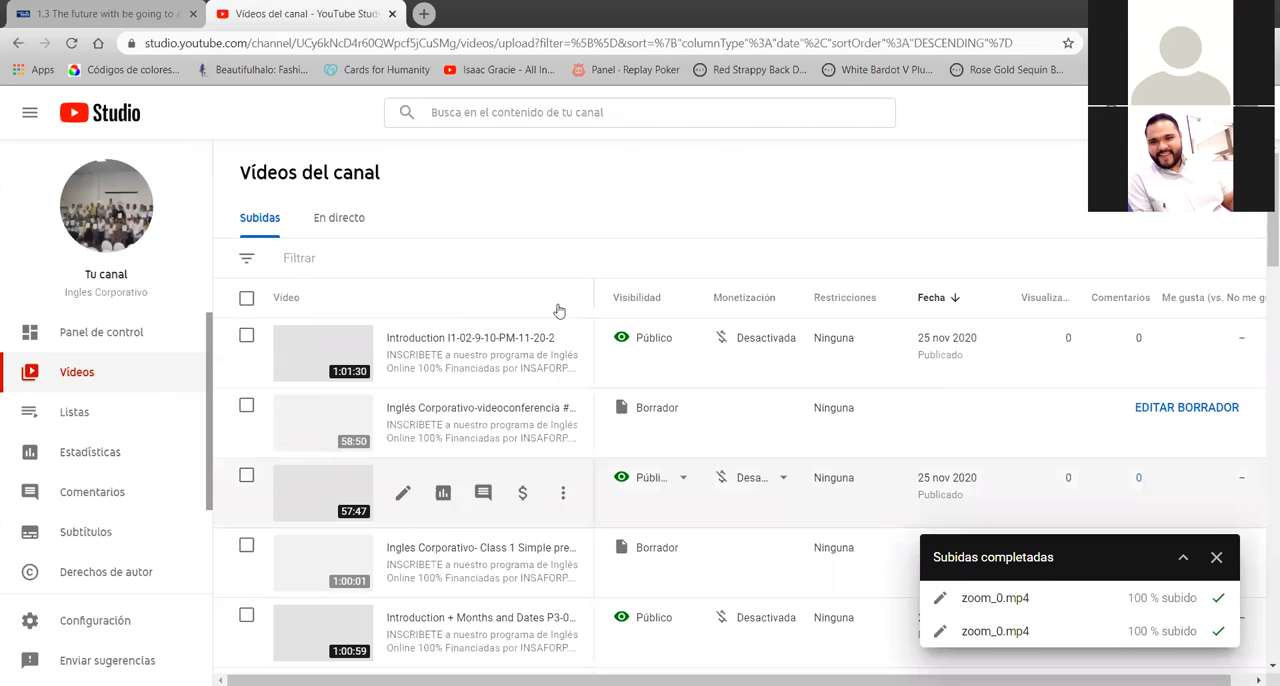 1.3 The future with be going to a
Vídeos del canal - YouTube Stud
studio.youtube.com/channel/UCy6kNcD4r60QWpcf5jCuSMg/videos/upload?filter=%5B%5D&sort=%7B"columnType"%3A"date"%2C"sortOrder"%3A"DESCENDING"%7D
Apps
Códigos de colores...
Beautifulhalo: Fashi...
Cards for Humanity
Isaac Gracie - All In...
Panel · Replay Poker
Red Strappy Back D...
White Bardot V Plu...
Rose Gold Sequin B...
Studio
Busca en el contenido de tu canal
Tu canal
Ingles Corporativo
Panel de control
Vídeos
Listas
Estadísticas
Comentarios
Subtítulos
Derechos de autor
Configuración
Enviar sugerencias
Vídeos del canal
Subidas
En directo
Filtrar
Vídeo Visibilidad Monetización Restricciones Fecha Visualiza... Comentarios Me gusta (vs. No me gu
Introduction I1-02-9-10-PM-11-20-2 Público Desactivada Ninguna 25 nov 2020 0 0 –
INSCRIBETE a nuestro programa de Inglés Publicado
Online 100% Financiadas por INSAFORP....
1:01:30
Inglés Corporativo-videoconferencia #... Borrador Ninguna EDITAR BORRADOR
INSCRIBETE a nuestro programa de Inglés
Online 100% Financiadas por INSAFORP....
58:50
Públi... Desa... Ninguna 25 nov 2020 0 0 –
Publicado
57:47
Ingles Corporativo- Class 1 Simple pre... Borrador Ninguna
INSCRIBETE a nuestro programa de Inglés
Online 100% Financiadas por INSAFORP....
1:00:01
Introduction + Months and Dates P3-0... Público Desactivada Ninguna
INSCRIBETE a nuestro programa de Inglés
Online 100% Financiadas por INSAFORP....
1:00:59
Subidas completadas
zoom_0.mp4 100 % subido
zoom_0.mp4 100 % subido